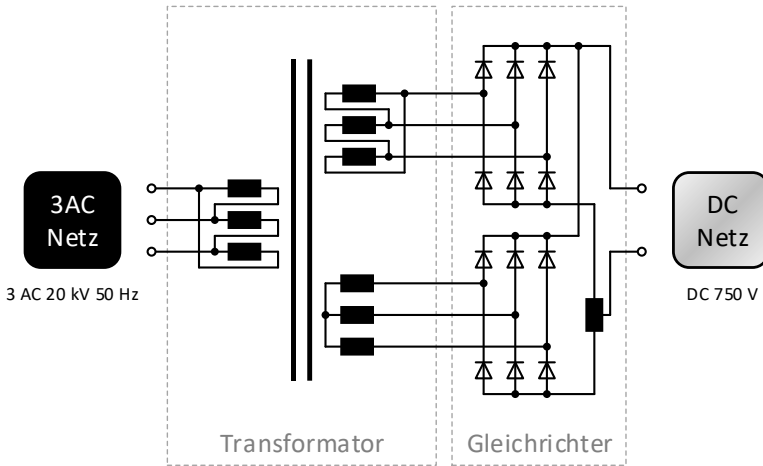 3AC
Netz
3 AC 20 kV 50 Hz
DC
Netz
DC 750 V
Transformator
Gleichrichter